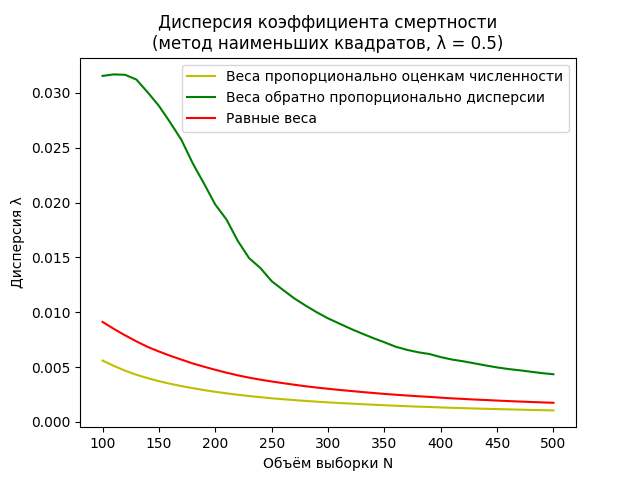 Дисперсия коэффициента смертности
(метод наименьших квадратов, λ = 0.5)
Веса пропорционально оценкам численности
Веса обратно пропорционально дисперсии
Равные веса
Дисперсия λ
0.030
0.025
0.020
0.015
0.010
0.005
0.000
100 150 200 250 300 350 400 450 500
Объём выборки N